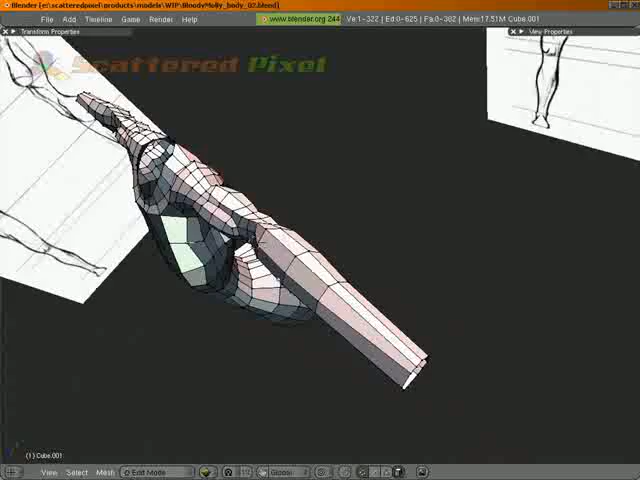 Blender [e:\scatteredpixel\products\models\WIP\BloodyMolly_body_02.blend]
File Add Timeline Game Render Help
www.blender.org 244 Ve:1-322 | Ed:0-625 | Fa:0-302 | Mem:17.51M Cube.001
Transform Properties
View Properties
Scattered Pixel
(1) Cube.001
View Select Mesh Edit Mode Global